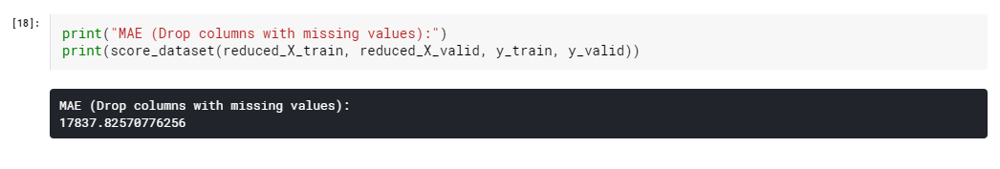 [18]:
print("MAE (Drop columns with missing values):")
print(score_dataset(reduced_X_train, reduced_X_valid, y_train, y_valid))
MAE (Drop columns with missing values):
17837.82570776256